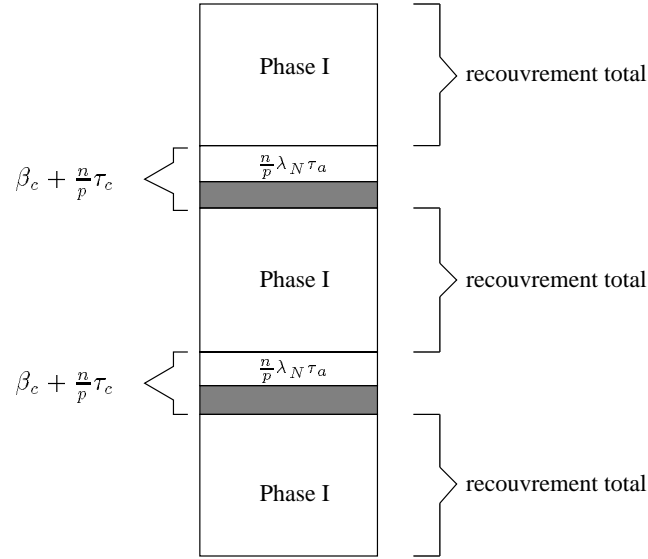 Phase I
recouvrement total
β_c + n/p τ_c
n/p λ_N τ_a
Phase I
recouvrement total
β_c + n/p τ_c
n/p λ_N τ_a
Phase I
recouvrement total